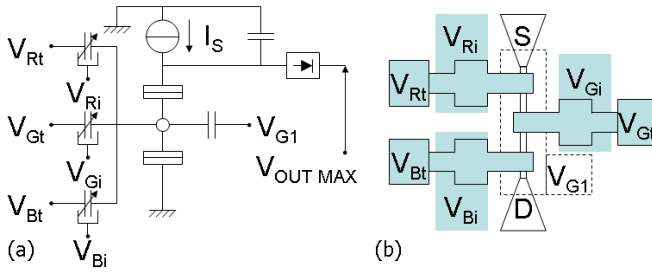 I_S
V_Rt
V_Ri
V_Gt
V_Gi
V_Bt
V_Bi
V_G1
V_OUT MAX
(a)
S
V_Ri
V_Rt
V_Gi
V_Gt
V_Bt
V_Bi
V_G1
D
(b)